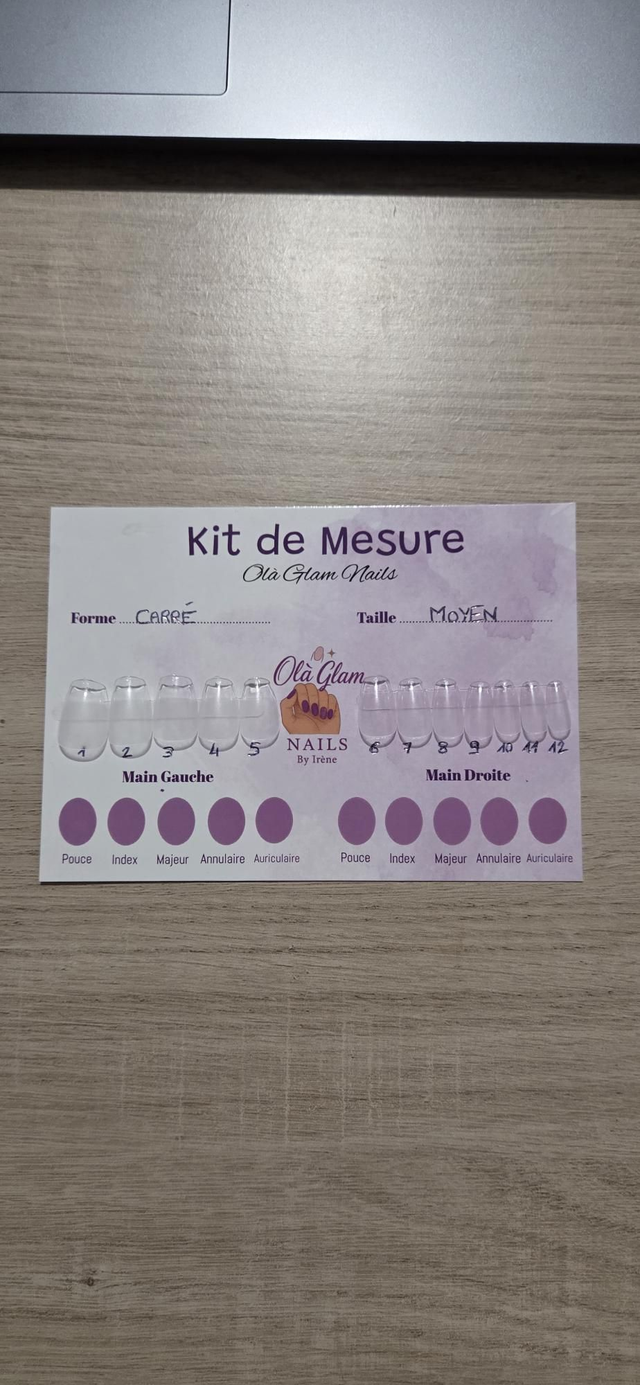 Kit de Mesure
Olà Glam Nails
Forme CARRÉ Taille MOYEN
Olà Glam
NAILS
By Irène
1 2 3 4 5 6 7 8 9 10 11 12
Main Gauche Main Droite
Pouce Index Majeur Annulaire Auriculaire Pouce Index Majeur Annulaire Auriculaire